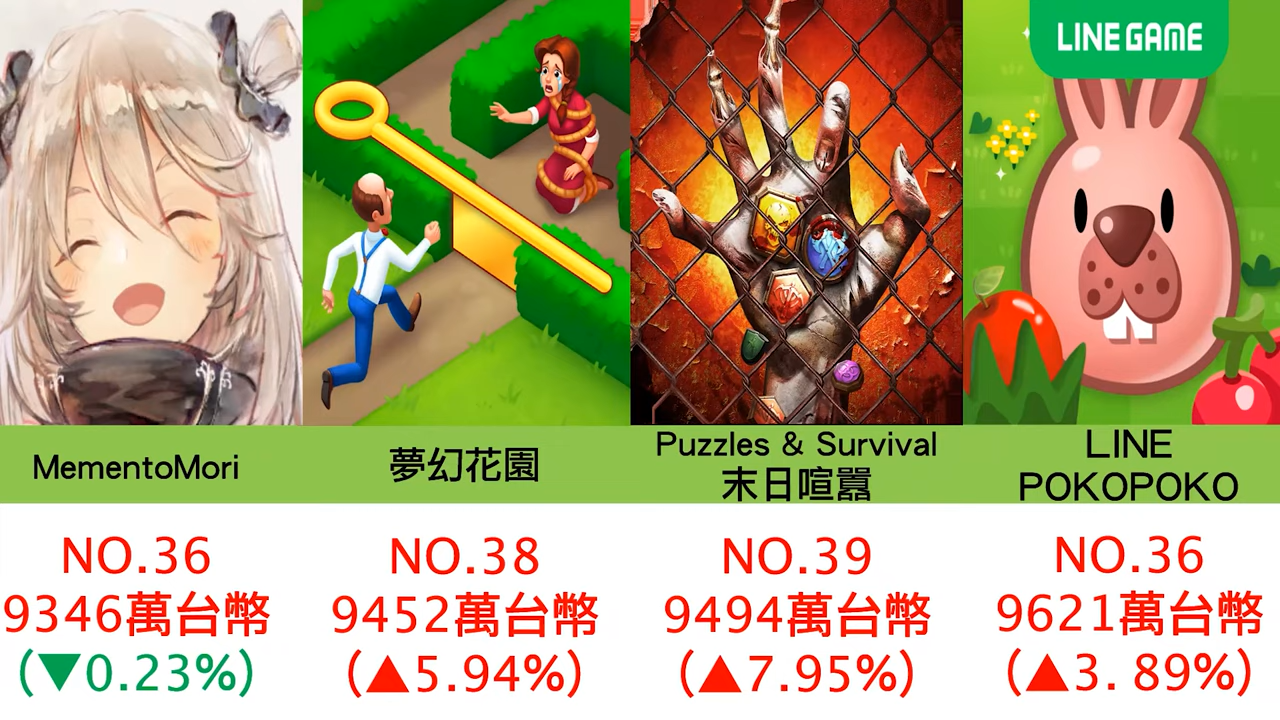 LINE GAME
MementoMori
NO.36
9346萬台幣
(▼0.23%)
夢幻花園
NO.38
9452萬台幣
(▲5.94%)
Puzzles & Survival
末日喧囂
NO.39
9494萬台幣
(▲7.95%)
LINE
POKOPOKO
NO.36
9621萬台幣
(▲3.89%)